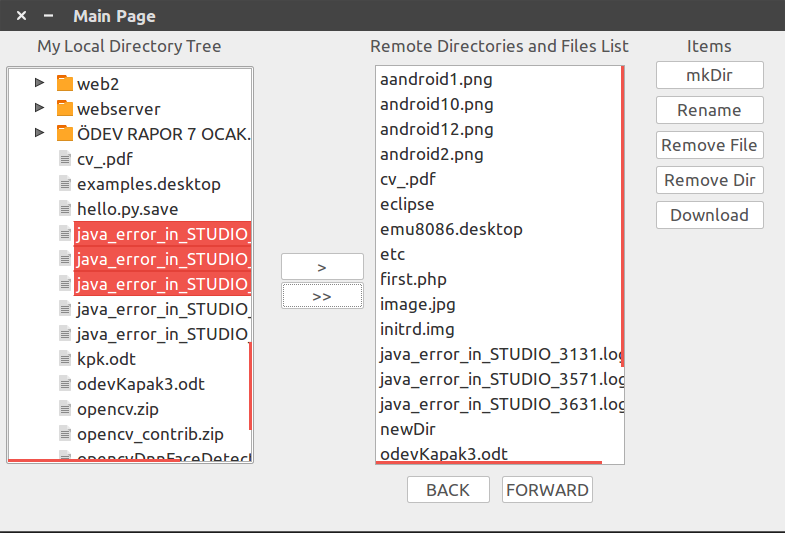 Main Page
My Local Directory Tree
web2
webserver
ÖDEV RAPOR 7 OCAK.
cv_.pdf
examples.desktop
hello.py.save
java_error_in_STUDIO_
java_error_in_STUDIO_
java_error_in_STUDIO_
java_error_in_STUDIO_
java_error_in_STUDIO_
kpk.odt
odevKapak3.odt
opencv.zip
opencv_contrib.zip
>
>>
Remote Directories and Files List
aandroid1.png
android10.png
android12.png
android2.png
cv_.pdf
eclipse
emu8086.desktop
etc
first.php
image.jpg
initrd.img
java_error_in_STUDIO_3131.log
java_error_in_STUDIO_3571.log
java_error_in_STUDIO_3631.log
newDir
odevKapak3.odt
BACK
FORWARD
Items
mkDir
Rename
Remove File
Remove Dir
Download